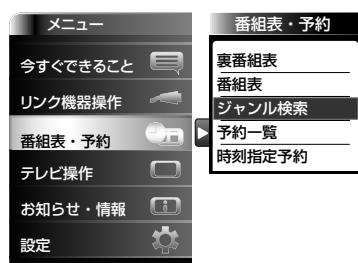 メニュー
今すぐできること
リンク機器操作
番組表・予約
テレビ操作
お知らせ・情報
設定
番組表・予約
裏番組表
番組表
ジャンル検索
予約一覧
時刻指定予約